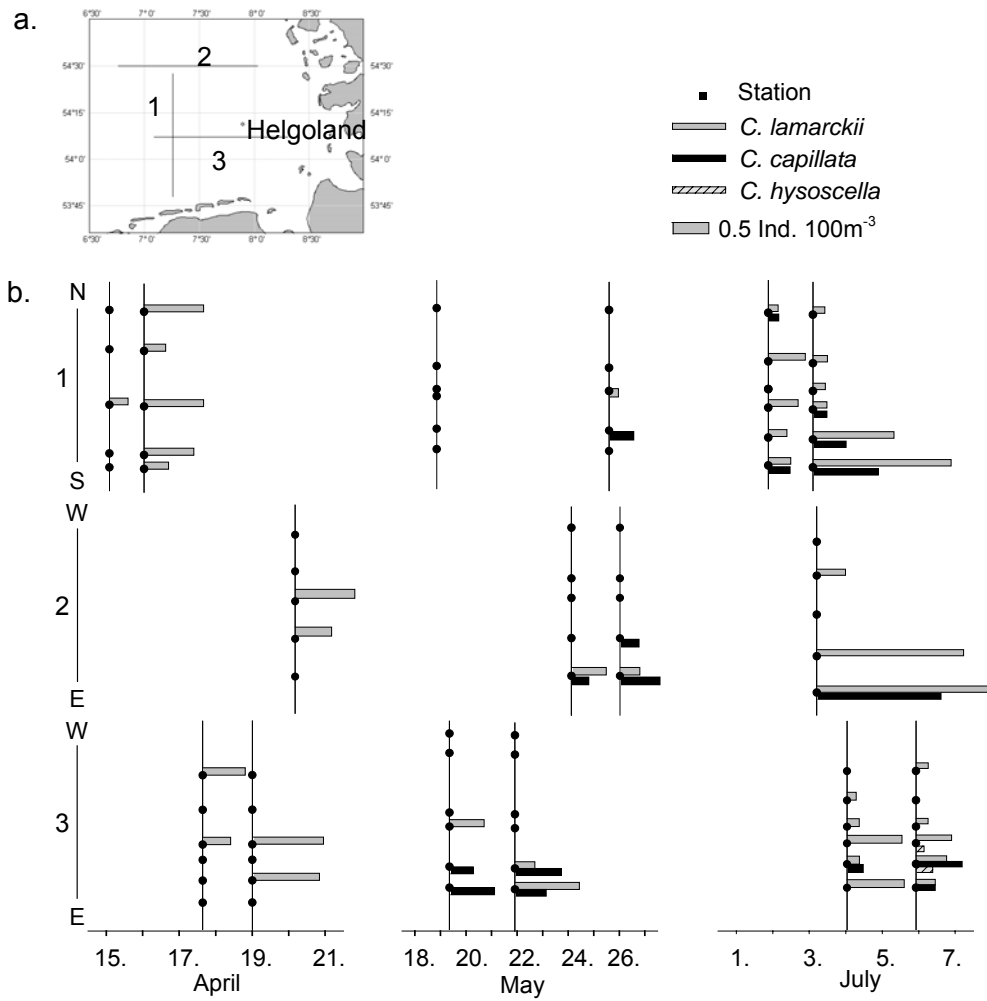 a.
6°30' 7°0' 7°30' 8°0' 8°30'
54°30' 54°30'
54°15' 54°15'
54°0' 54°0'
53°45' 53°45'
6°30' 7°0' 7°30' 8°0' 8°30'
2
1
Helgoland
3
Station
C. lamarckii
C. capillata
C. hysoscella
0.5 Ind. 100m⁻³
b.
N
1
S
W
2
E
W
3
E
15. 17. 19. 21. 18. 20. 22. 24. 26. 1. 3. 5. 7.
April May July